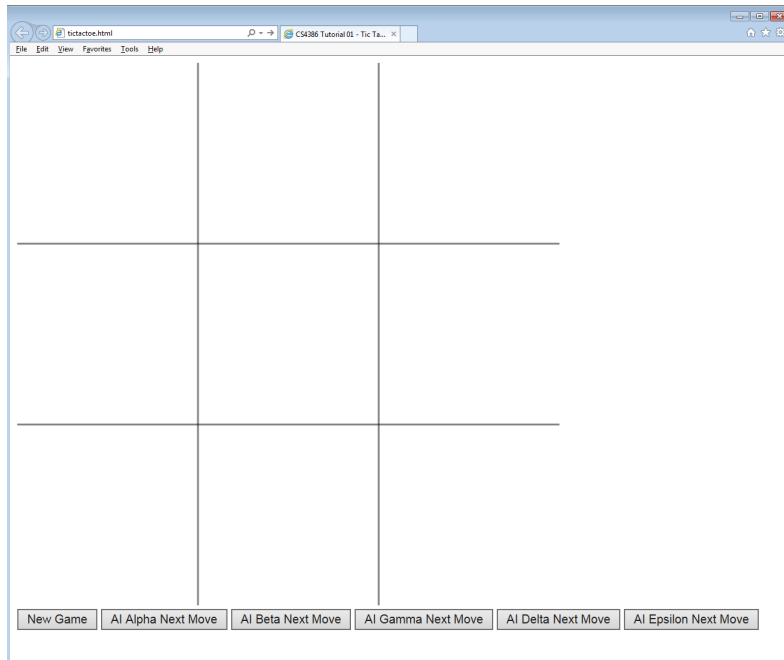 tictactoe.html
CS4386 Tutorial 01 - Tic Ta...
File Edit View Favorites Tools Help
New Game AI Alpha Next Move AI Beta Next Move AI Gamma Next Move AI Delta Next Move AI Epsilon Next Move